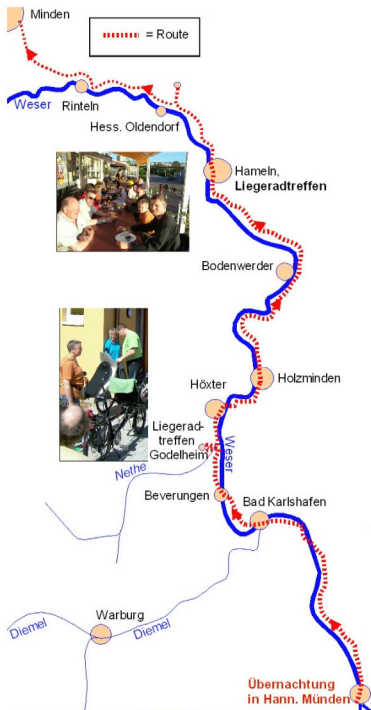 Minden
= Route
Weser
Rinteln
Hess. Oldendorf
Hameln,
Liegeradtreffen
Bodenwerder
Holzminden
Höxter
Liegerad-
treffen
Godelheim
Weser
Nethe
Beverungen
Bad Karlshafen
Warburg
Diemel
Diemel
Übernachtung
in Hann. Münden